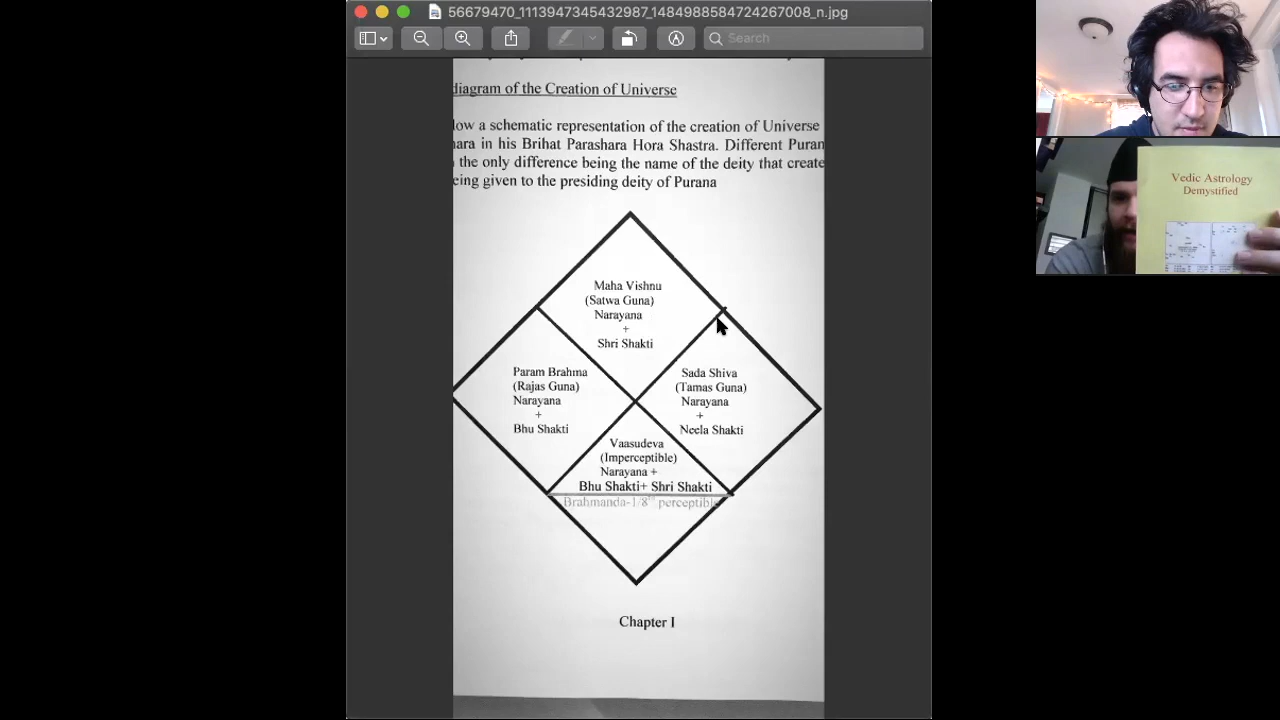 56679470_1113947345432987_1484988584724267008_n.jpg
Search
diagram of the Creation of Universe
low a schematic representation of the creation of Universe
hara in his Brihat Parashara Hora Shastra. Different Puran
the only difference being the name of the deity that create
eing given to the presiding deity of Purana
Maha Vishnu
(Satwa Guna)
Narayana
+
Shri Shakti
Param Brahma
(Rajas Guna)
Narayana
+
Bhu Shakti
Sada Shiva
(Tamas Guna)
Narayana
+
Neela Shakti
Vaasudeva
(Imperceptible)
Narayana +
Bhu Shakti+ Shri Shakti
Brahmanda-1/8th perceptible
Chapter I
Vedic Astrology
Demystified